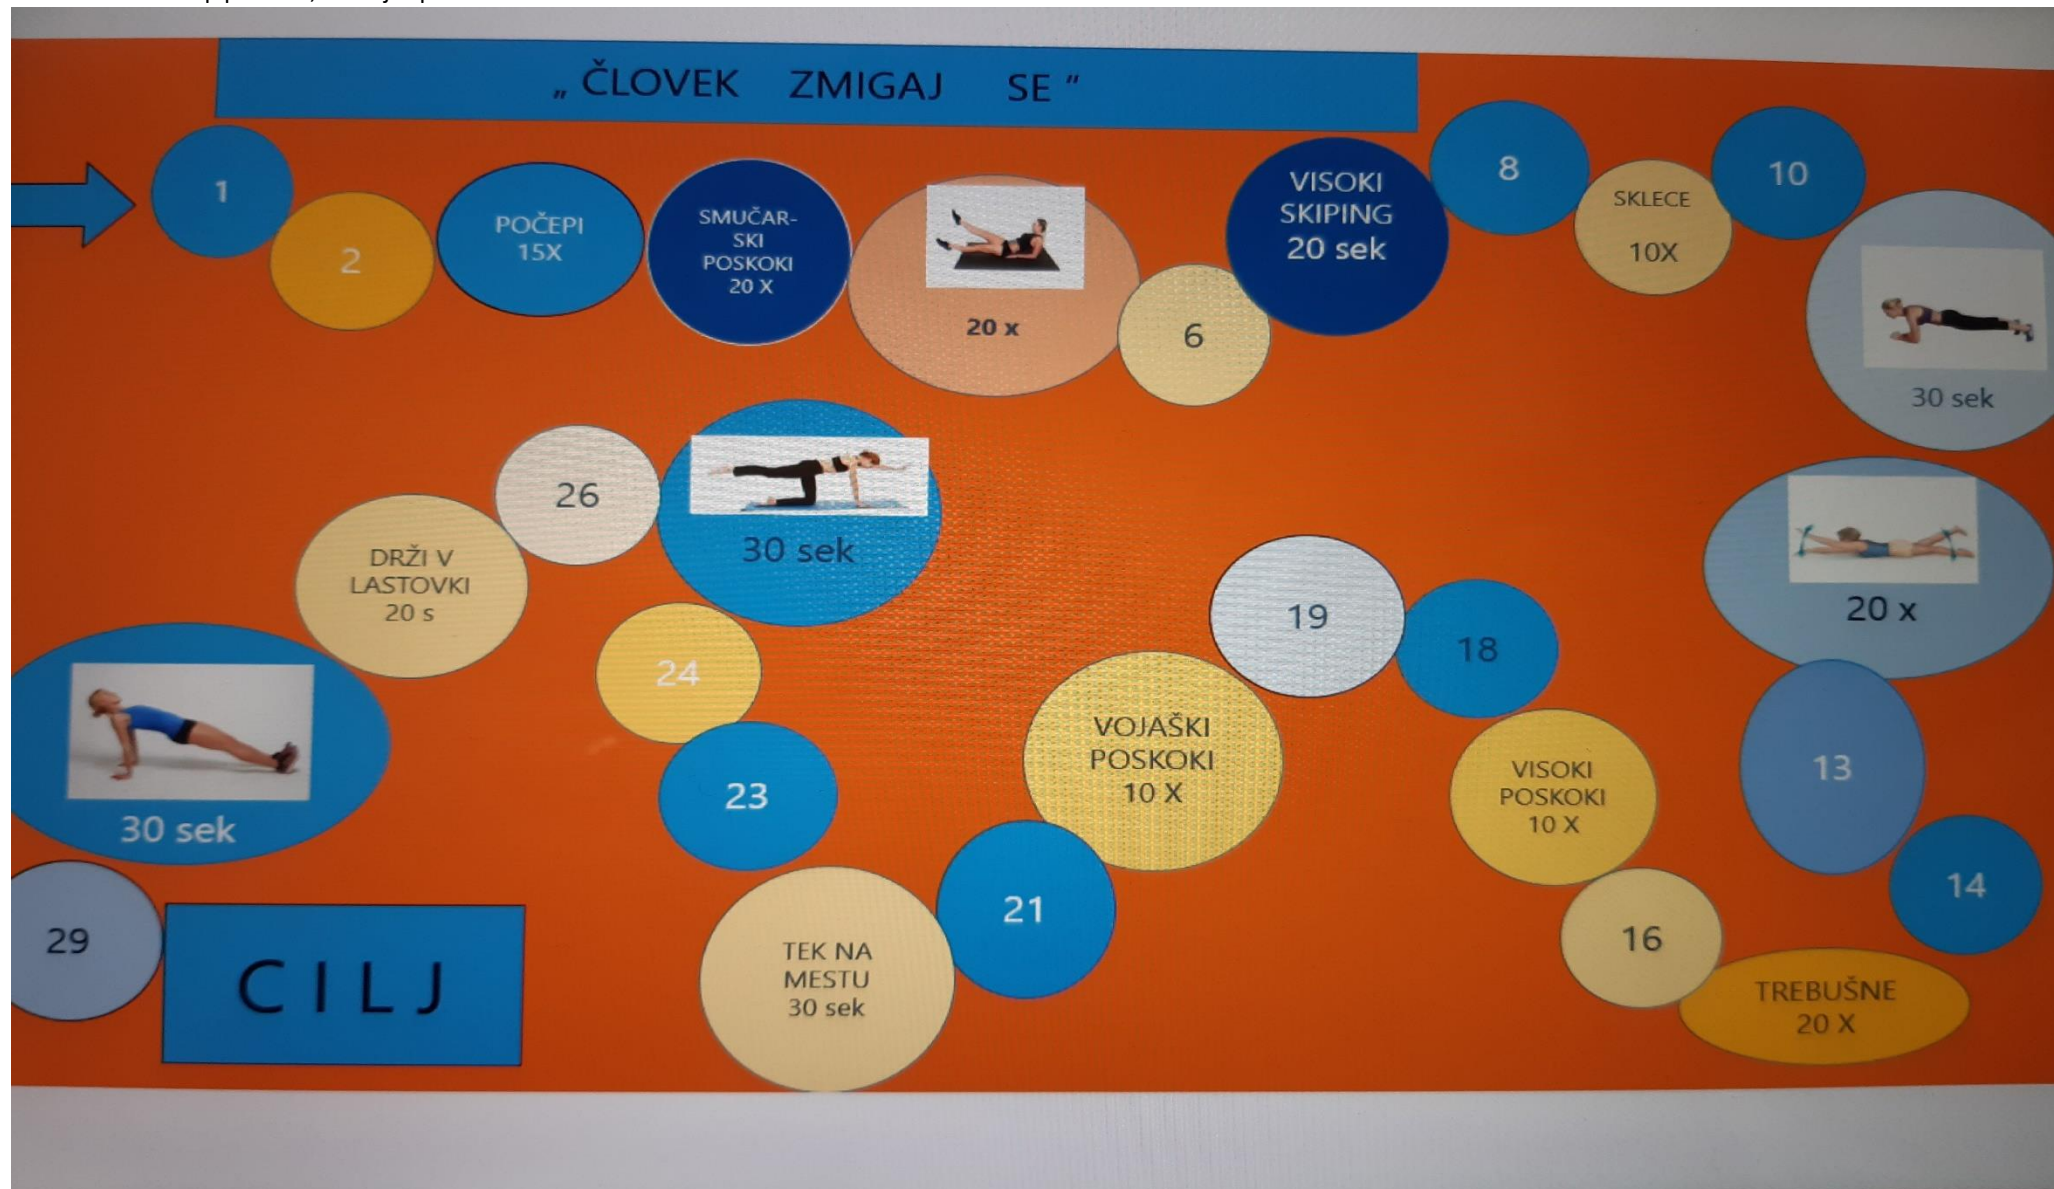 „ ČLOVEK ZMIGAJ SE ”
1
2
POČEPI
15X
SMUČAR-
SKI
POSKOKI
20 X
20 x
6
VISOKI
SKIPING
20 sek
8
SKLECE
10X
10
30 sek
20 x
13
14
TREBUŠNE
20 X
16
VISOKI
POSKOKI
10 X
18
19
VOJAŠKI
POSKOKI
10 X
21
TEK NA
MESTU
30 sek
23
24
30 sek
26
DRŽI V
LASTOVKI
20 s
30 sek
29
CILJ